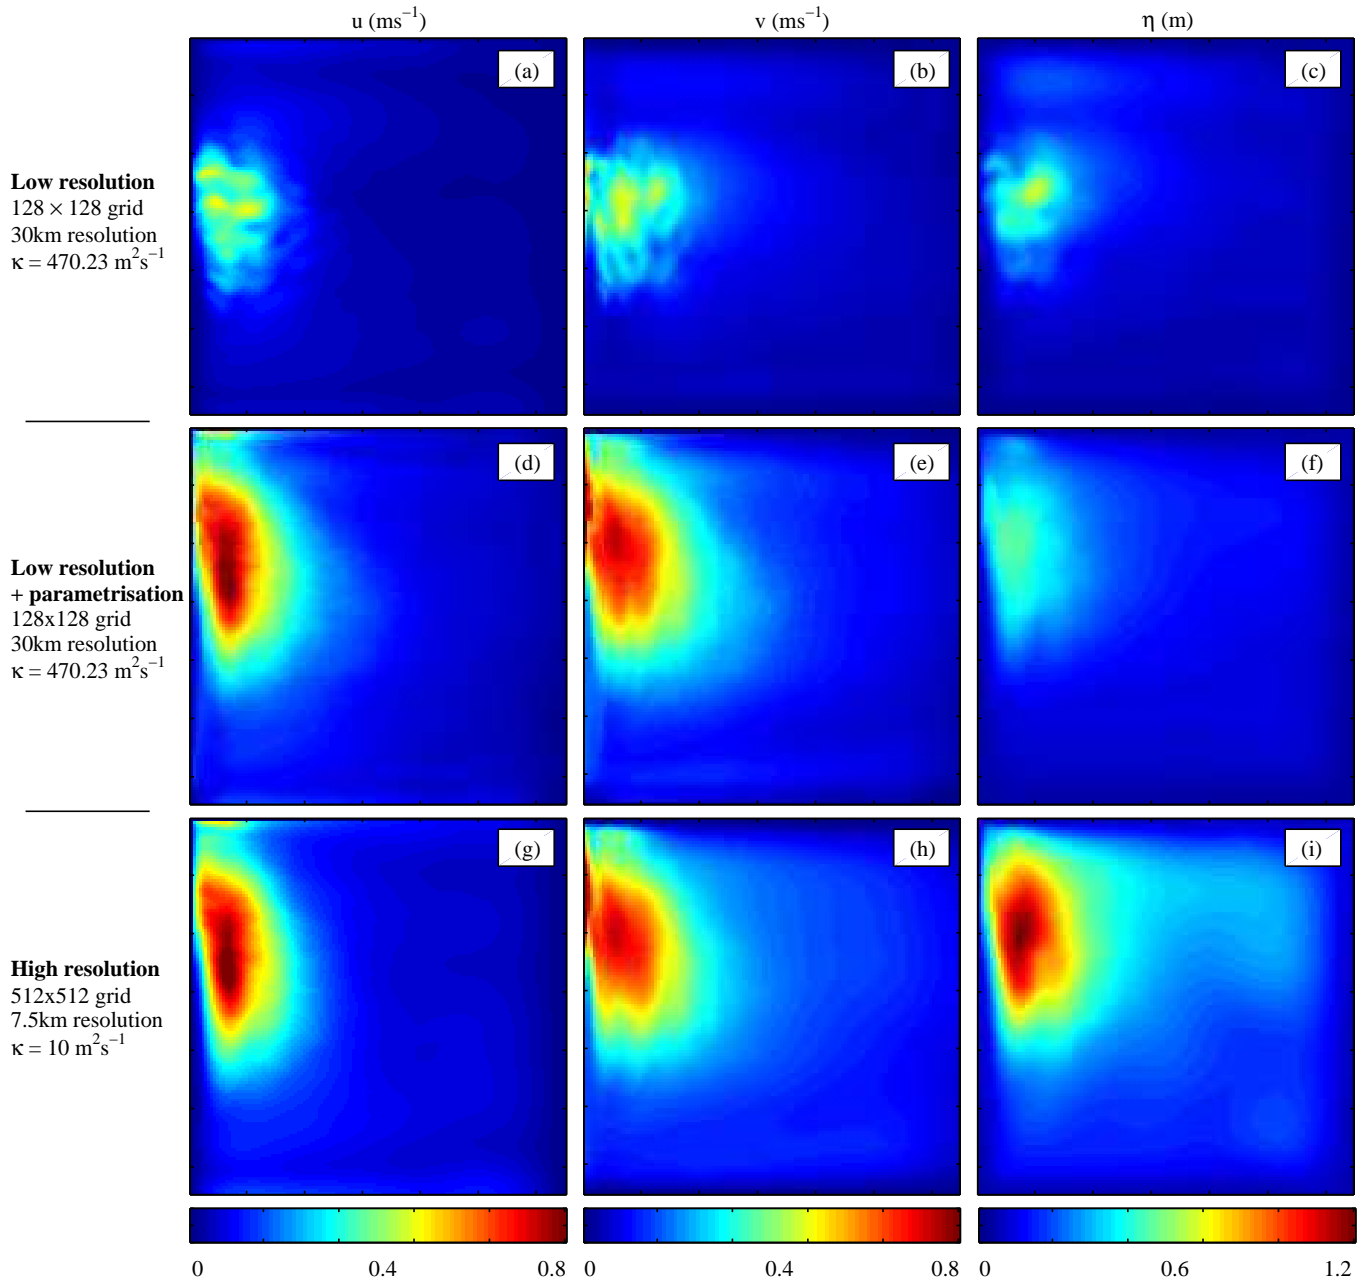 u (ms⁻¹) v (ms⁻¹) η (m)
(a) (b) (c)
Low resolution
128 × 128 grid
30km resolution
κ = 470.23 m²s⁻¹
(d) (e) (f)
Low resolution
+ parametrisation
128x128 grid
30km resolution
κ = 470.23 m²s⁻¹
(g) (h) (i)
High resolution
512x512 grid
7.5km resolution
κ = 10 m²s⁻¹
0 0.4 0.8 0 0.4 0.8 0 0.6 1.2